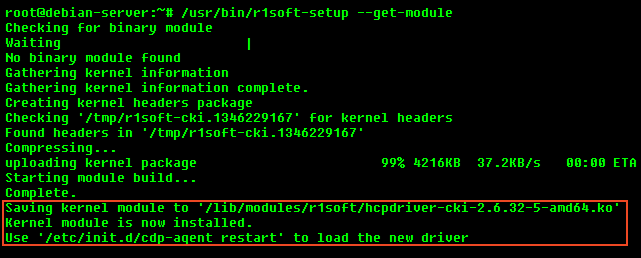 root@debian-server:~# /usr/bin/r1soft-setup --get-module
Checking for binary module
Waiting                       |
No binary module found
Gathering kernel information
Gathering kernel information complete.
Creating kernel headers package
Checking '/tmp/r1soft-cki.1346229167' for kernel headers
Found headers in '/tmp/r1soft-cki.1346229167'
Compressing...
uploading kernel package                      99% 4216KB  37.2KB/s   00:00 ETA
Starting module build...
Complete.
Saving kernel module to '/lib/modules/r1soft/hcpdriver-cki-2.6.32-5-amd64.ko'
Kernel module is now installed.
Use '/etc/init.d/cdp-agent restart' to load the new driver